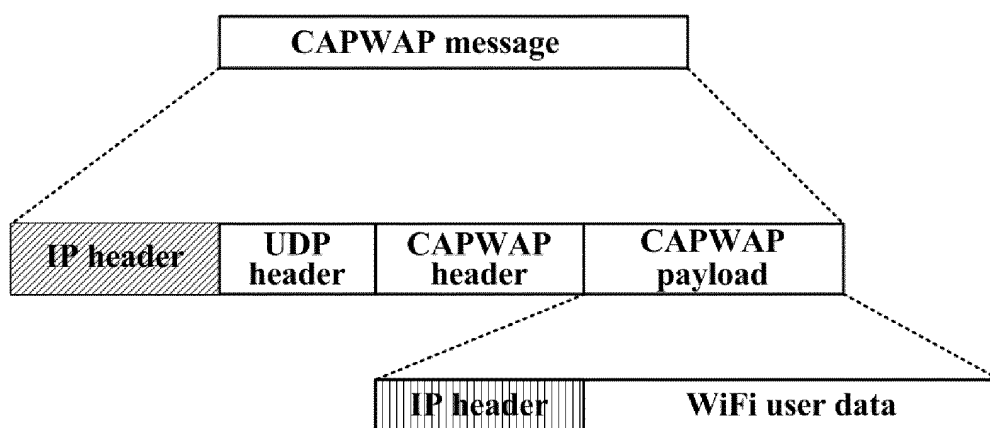 CAPWAP message
IP header
UDP
header
CAPWAP
header
CAPWAP
payload
IP header
WiFi user data